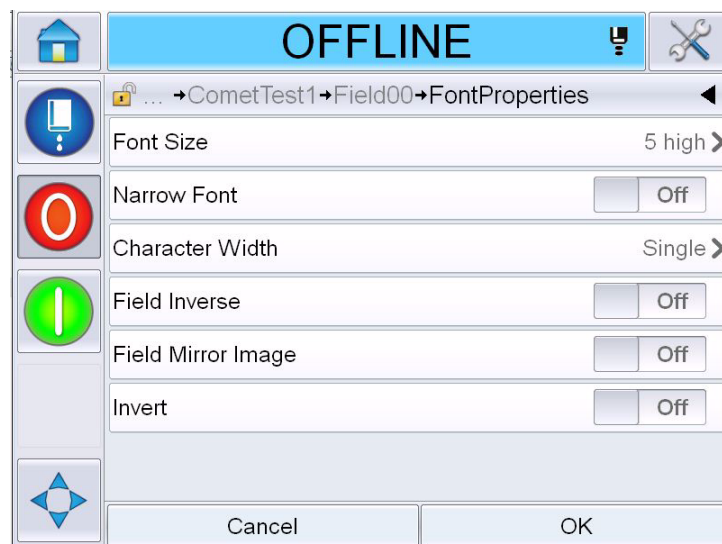 OFFLINE
... →CometTest1→Field00→FontProperties
Font Size 5 high
Narrow Font Off
Character Width Single
Field Inverse Off
Field Mirror Image Off
Invert Off
Cancel OK